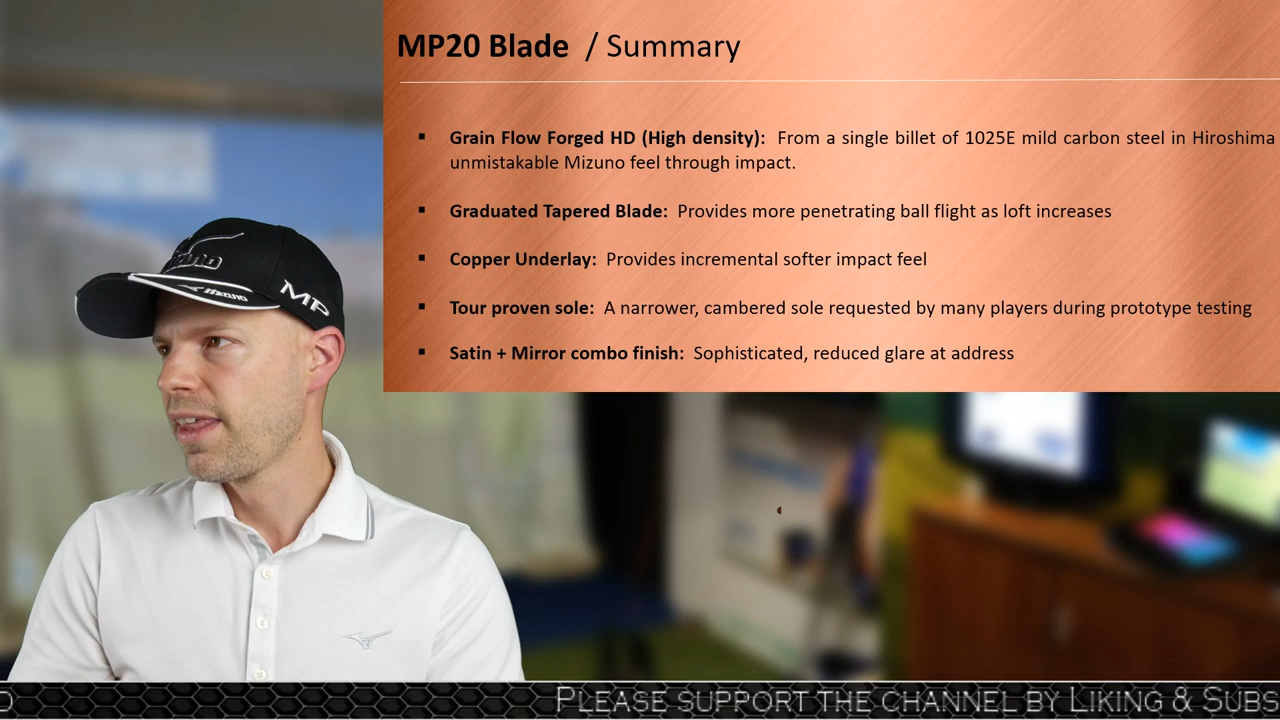 MP20 Blade / Summary
▪ Grain Flow Forged HD (High density): From a single billet of 1025E mild carbon steel in Hiroshima
unmistakable Mizuno feel through impact.
▪ Graduated Tapered Blade: Provides more penetrating ball flight as loft increases
▪ Copper Underlay: Provides incremental softer impact feel
▪ Tour proven sole: A narrower, cambered sole requested by many players during prototype testing
▪ Satin + Mirror combo finish: Sophisticated, reduced glare at address
MP
MIZUNO
Please support the channel by Liking & Subs